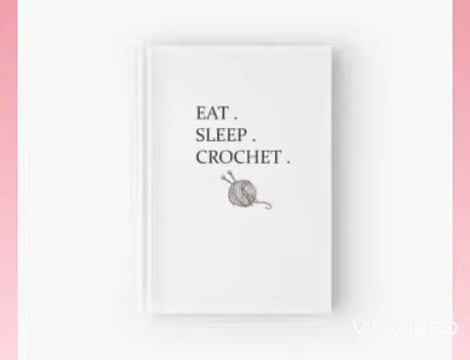 EAT .
SLEEP .
CROCHET .